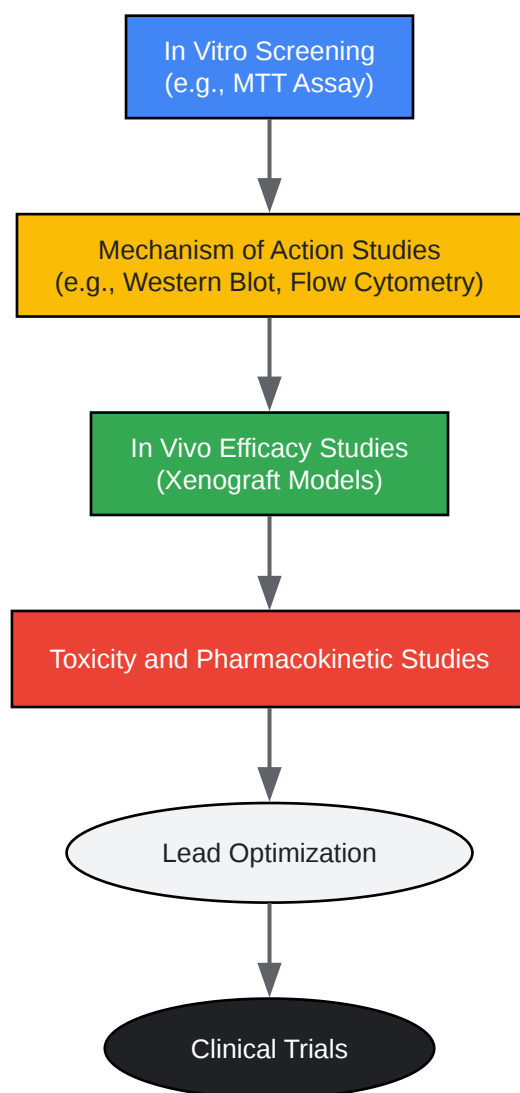 In Vitro Screening
(e.g., MTT Assay)
Mechanism of Action Studies
(e.g., Western Blot, Flow Cytometry)
In Vivo Efficacy Studies
(Xenograft Models)
Toxicity and Pharmacokinetic Studies
Lead Optimization
Clinical Trials